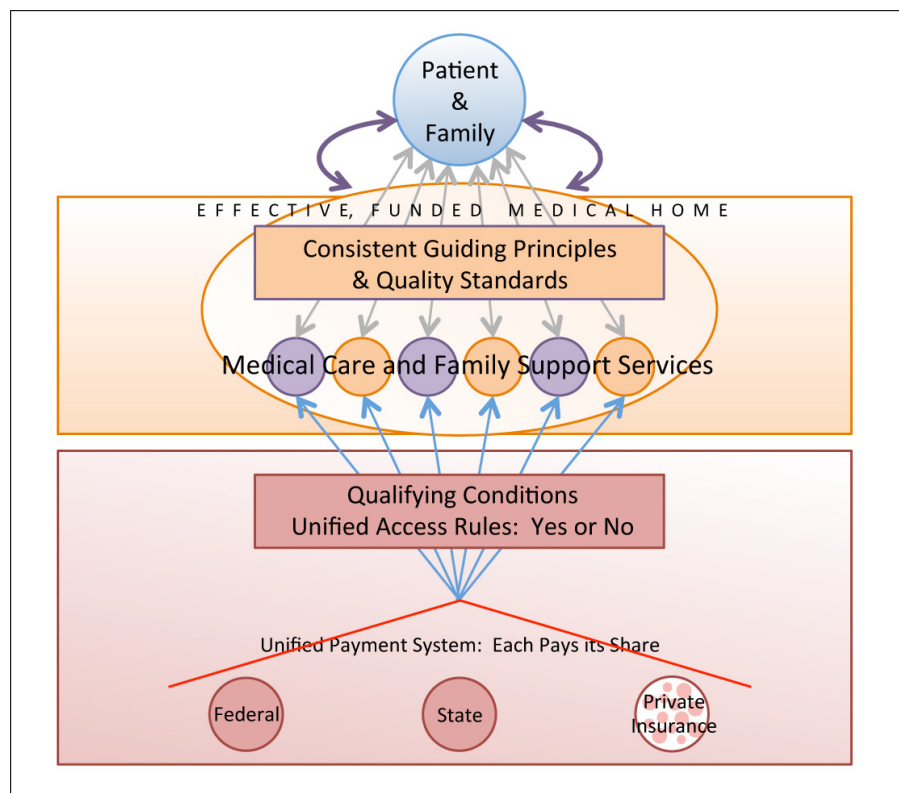 Patient
&
Family
EFFECTIVE, FUNDED MEDICAL HOME
Consistent Guiding Principles
& Quality Standards
Medical Care and Family Support Services
Qualifying Conditions
Unified Access Rules: Yes or No
Unified Payment System: Each Pays its Share
Federal
State
Private
Insurance